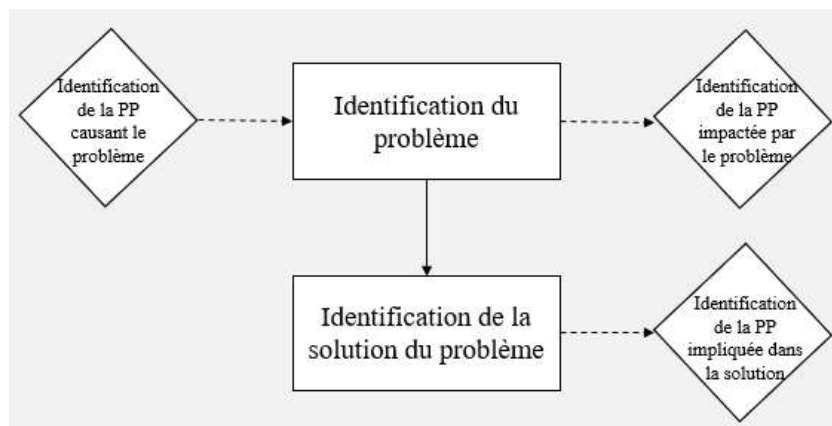 Identification
de la PP
causant le
problème
Identification du
problème
Identification
de la PP
impactée par
le problème
Identification de la
solution du problème
Identification
de la PP
impliquée dans
la solution